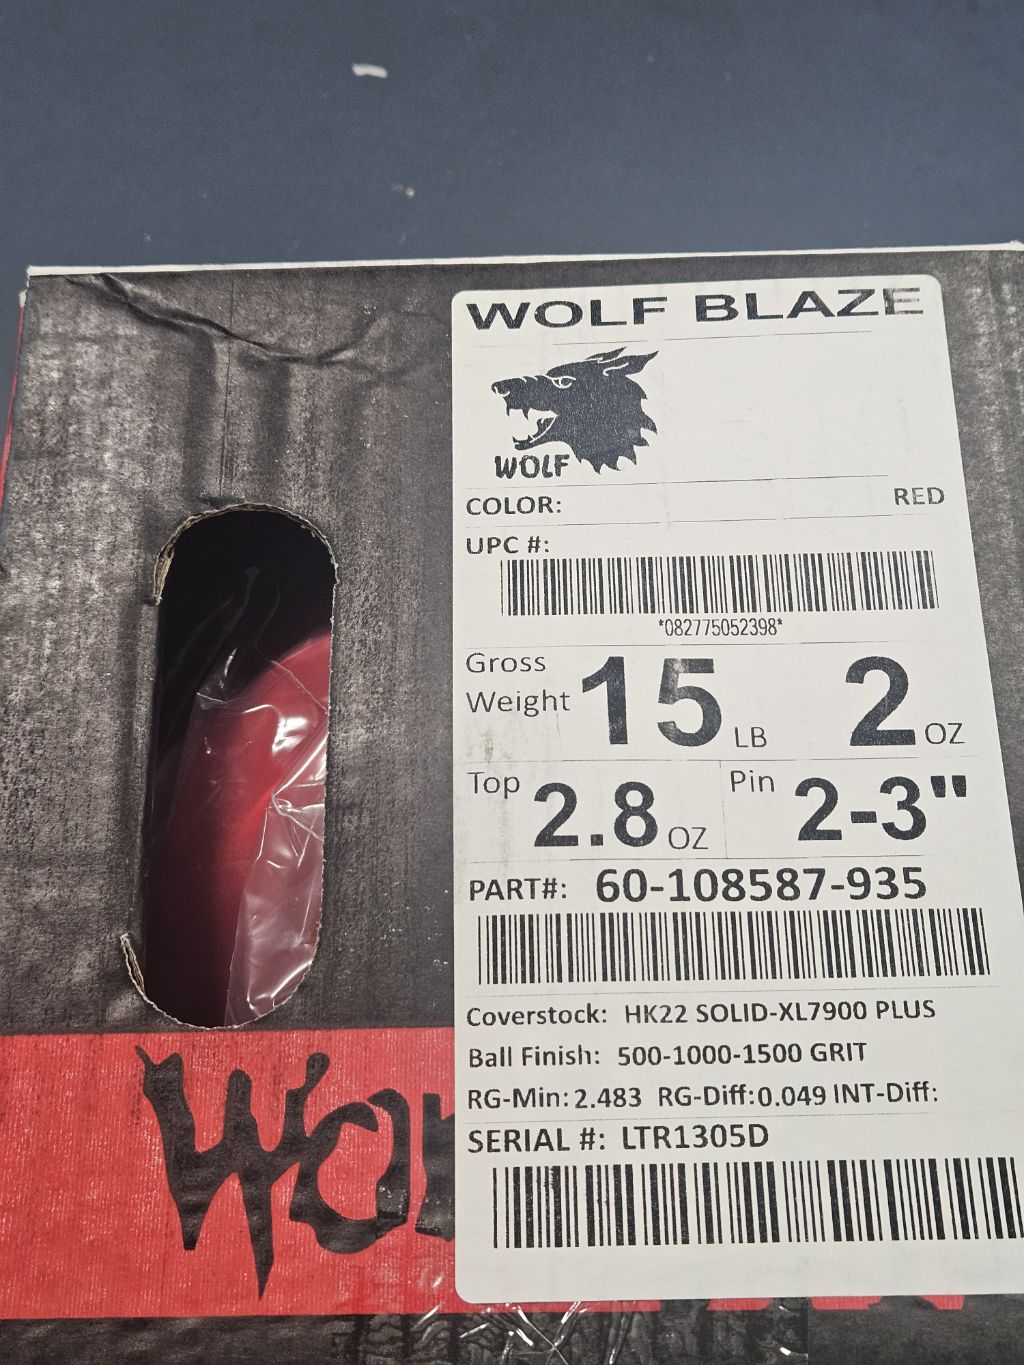 WOLF BLAZE
WOLF
COLOR: RED
UPC #:
*082775052398*
Gross Weight 15 LB 2 OZ
Top 2.8 OZ Pin 2-3"
PART#: 60-108587-935
Coverstock: HK22 SOLID-XL7900 PLUS
Ball Finish: 500-1000-1500 GRIT
RG-Min: 2.483 RG-Diff: 0.049 INT-Diff:
SERIAL #: LTR1305D